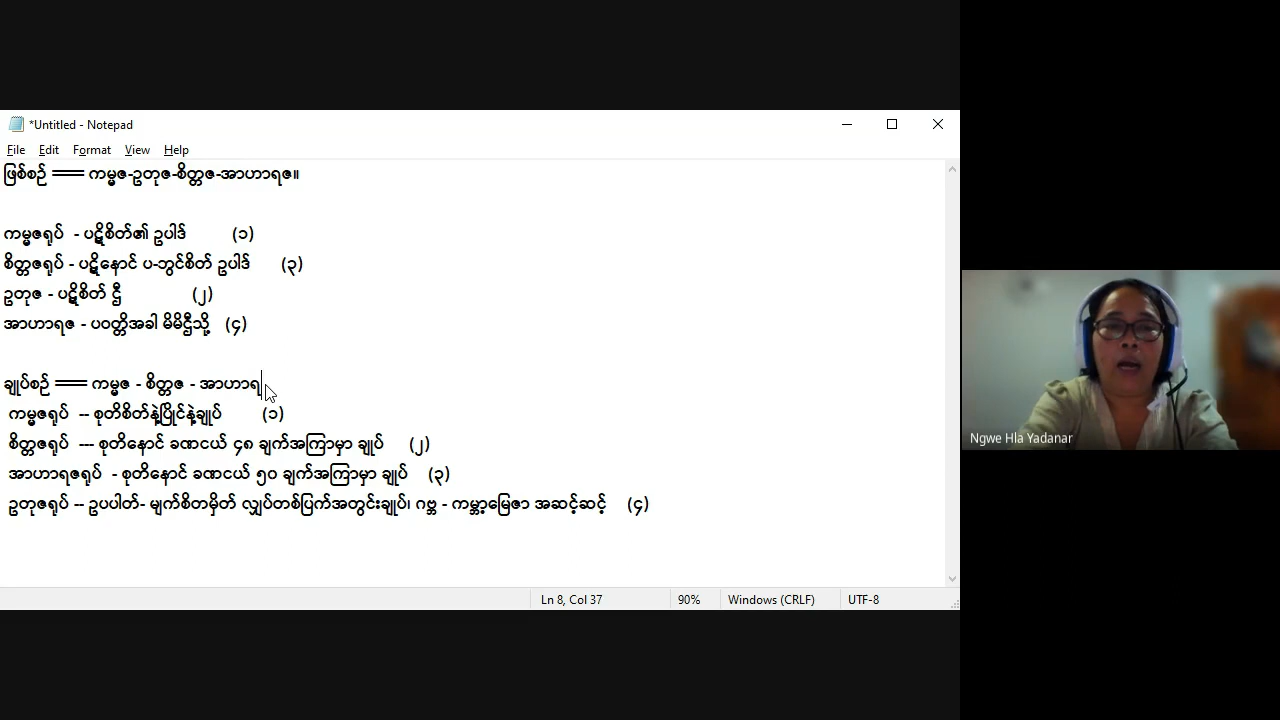 *Untitled - Notepad
File Edit Format View Help
ဖြစ်စဉ် ==== ကမ္မဇ-ဥတုဇ-စိတ္တဇ-အာဟာရဇ။
ကမ္မဇရုပ် - ပဋိစိတ်၏ ဥပါဒ် (၁)
စိတ္တဇရုပ် - ပဋိနောင် ပ-ဘွင်စိတ် ဥပါဒ် (၃)
ဥတုဇ - ပဋိစိတ် ဌီ (၂)
အာဟာရဇ - ပဝတ္တိအခါ မိမိဌီသို့ (၄)
ချုပ်စဉ် ==== ကမ္မဇ - စိတ္တဇ - အာဟာရ
ကမ္မဇရုပ် -- စုတိစိတ်နဲ့ပြိုင်နဲ့ချုပ် (၁)
စိတ္တဇရုပ် --- စုတိနောင် ခဏငယ် ၄၈ ချက်အကြာမှာ ချုပ် (၂)
အာဟာရဇရုပ် - စုတိနောင် ခဏငယ် ၅၀ ချက်အကြာမှာ ချုပ် (၃)
ဥတုဇရုပ် -- ဥပပါတ်- မျက်စိတမှိတ် လျှပ်တစ်ပြက်အတွင်းချုပ်၊ ဂဗ္ဘ - ကမ္ဘာ့မြေဇာ အဆင့်ဆင့် (၄)
Ln 8, Col 37 90% Windows (CRLF) UTF-8
Ngwe Hla Yadanar